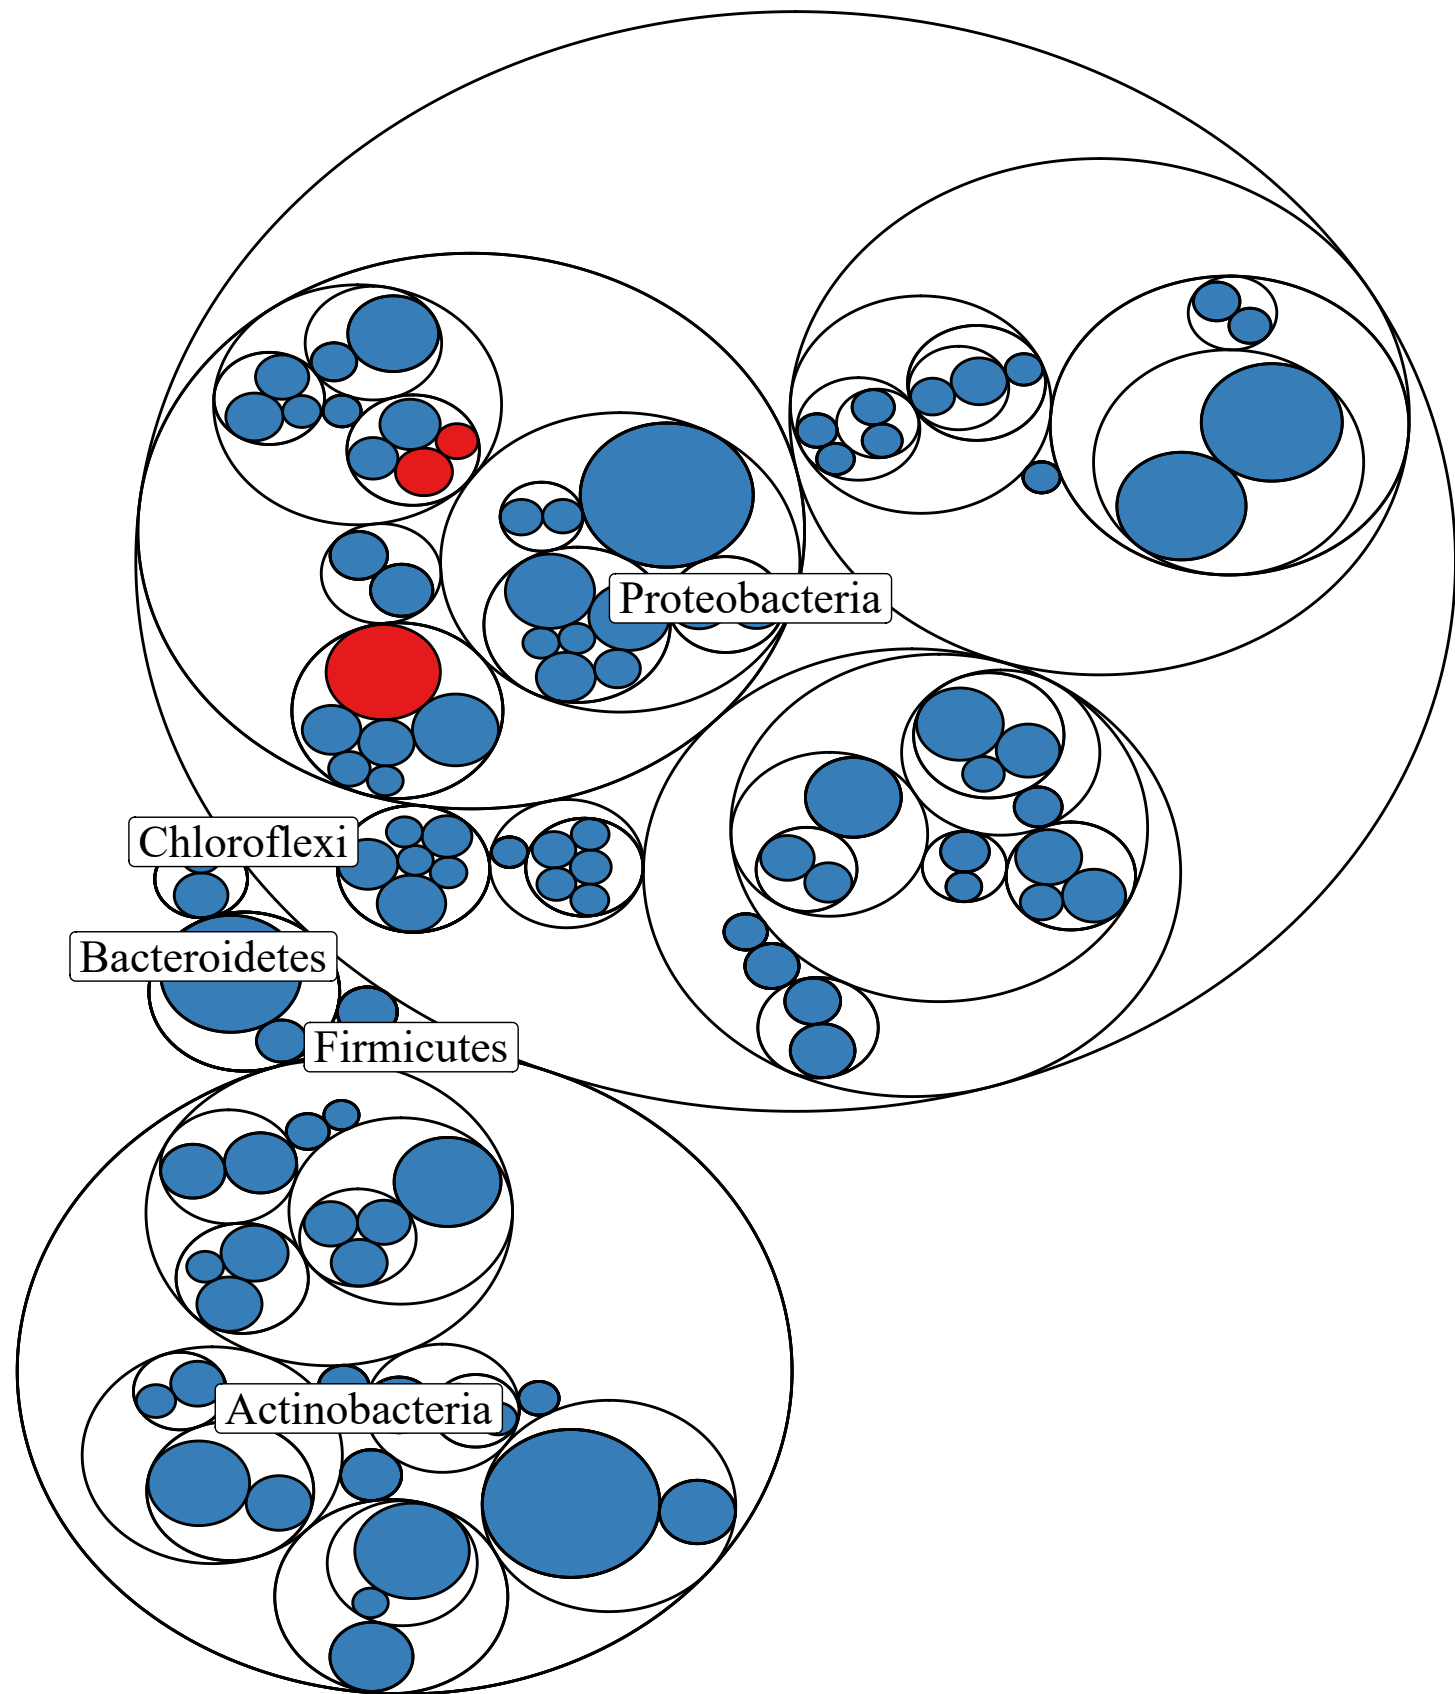 Proteobacteria
Chloroflexi
Bacteroidetes
Firmicutes
Actinobacteria